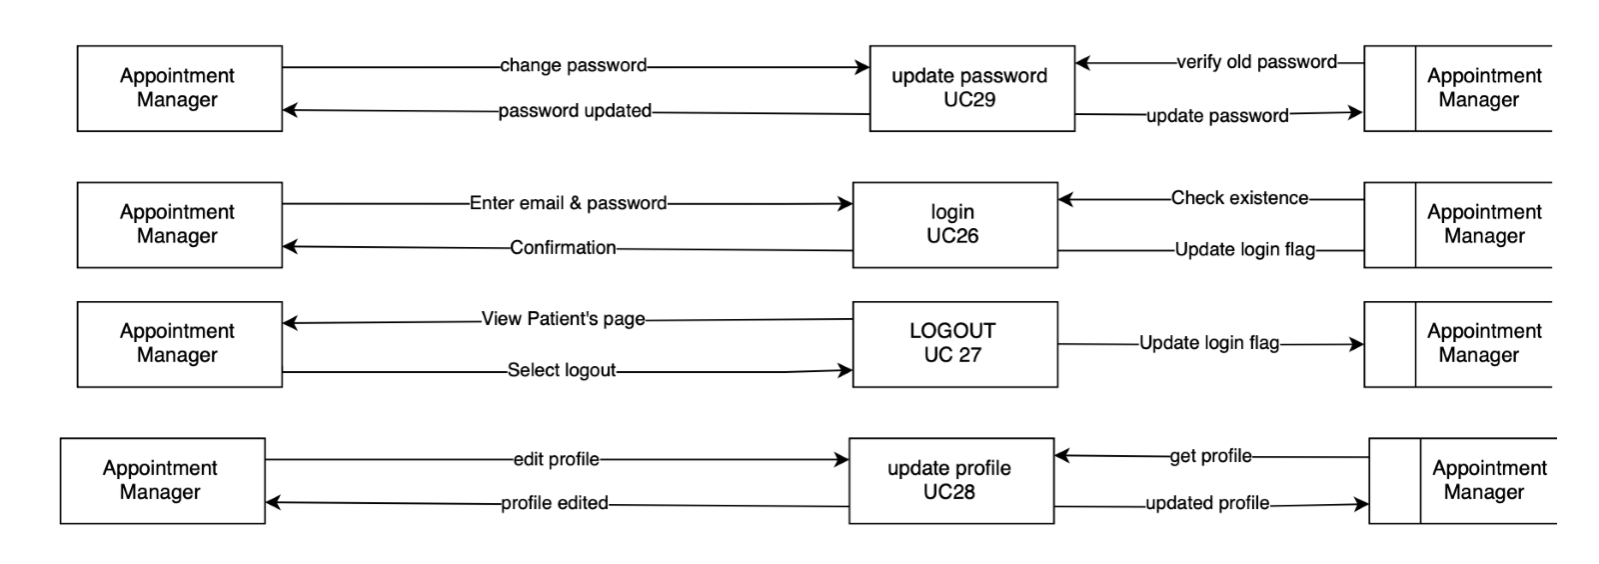 Appointment
Manager
change password
password updated
update password
UC29
verify old password
update password
Appointment
Manager
Appointment
Manager
Enter email & password
Confirmation
login
UC26
Check existence
Update login flag
Appointment
Manager
Appointment
Manager
View Patient's page
Select logout
LOGOUT
UC 27
Update login flag
Appointment
Manager
Appointment
Manager
edit profile
profile edited
update profile
UC28
get profile
updated profile
Appointment
Manager